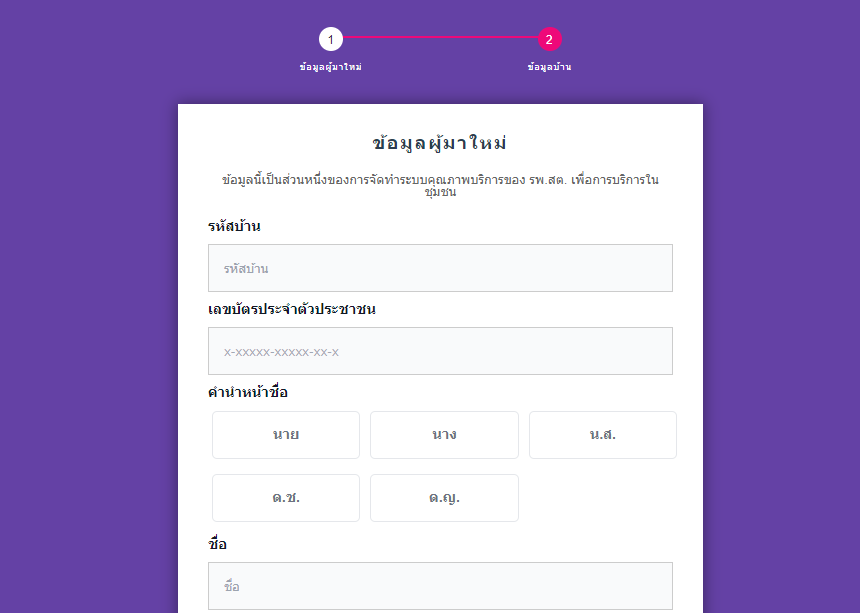 1
2
ข้อมูลผู้มาใหม่
ข้อมูลบ้าน
ข้อมูลผู้มาใหม่
ข้อมูลนี้เป็นส่วนหนึ่งของการจัดทำระบบคุณภาพบริการของ รพ.สต. เพื่อการบริการใน
ชุมชน
รหัสบ้าน
รหัสบ้าน
เลขบัตรประจำตัวประชาชน
x-xxxxx-xxxxx-xx-x
คำนำหน้าชื่อ
นาย
นาง
น.ส.
ด.ช.
ด.ญ.
ชื่อ
ชื่อ